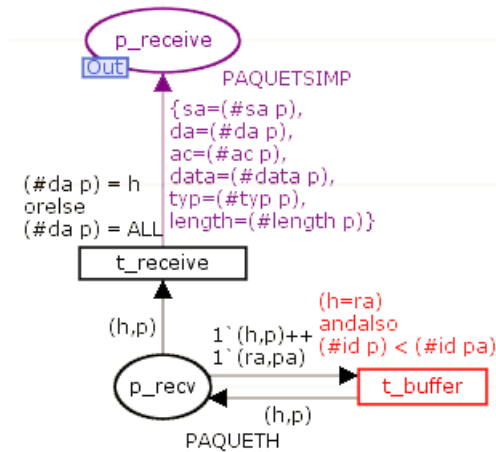 p_receive
Out
PAQUETSIMP
{sa=(#sa p),
da=(#da p),
ac=(#ac p),
data=(#data p),
typ=(#typ p),
length=(#length p)}
(#da p) = h
orelse
(#da p) = ALL
t_receive
(h,p)
1`(h,p)++
1`(ra,pa)
(h=ra)
andalso
(#id p) < (#id pa)
p_recv
t_buffer
(h,p)
PAQUETH